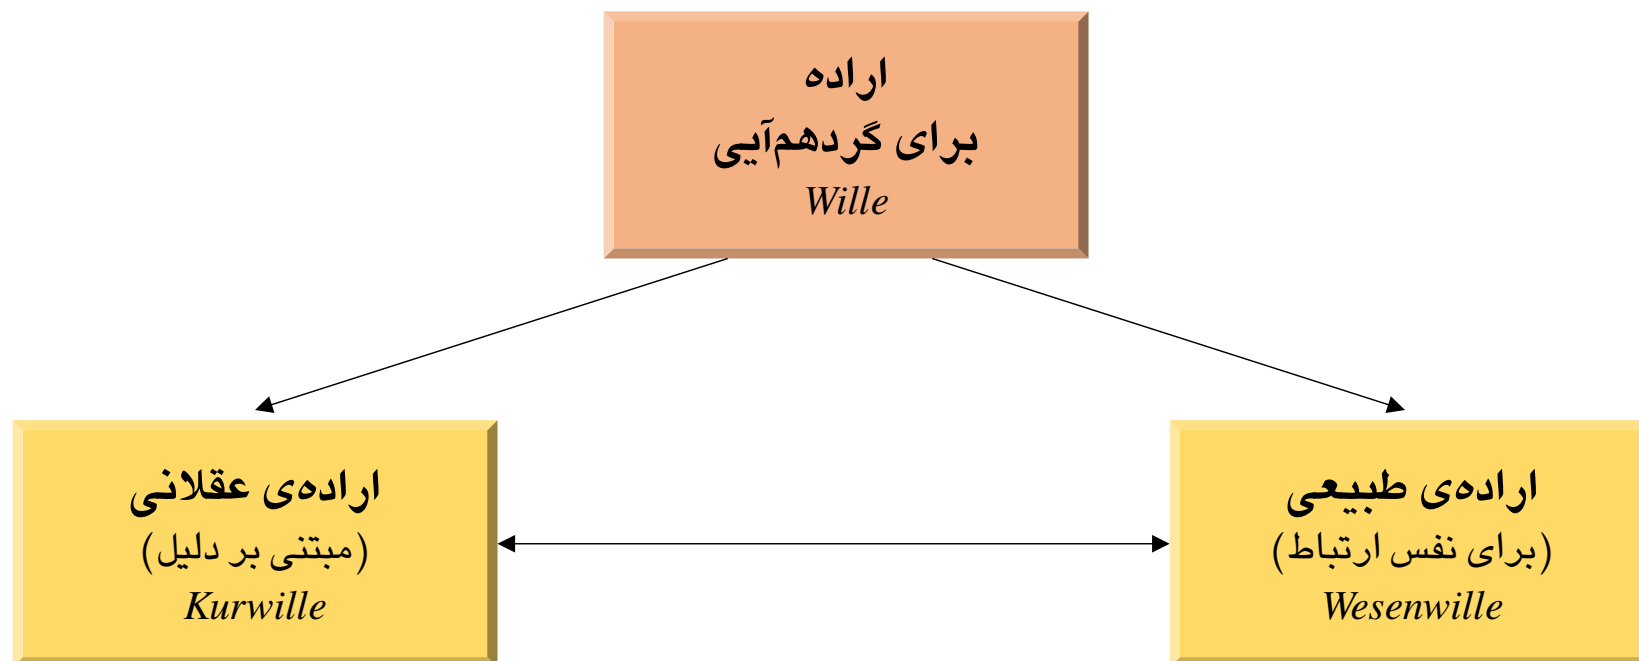 اراده
برای گردهم‌آیی
Wille
اراده‌ی طبیعی
(برای نفس ارتباط)
Wesenwille
اراده‌ی عقلانی
(مبتنی بر دلیل)
Kurwille